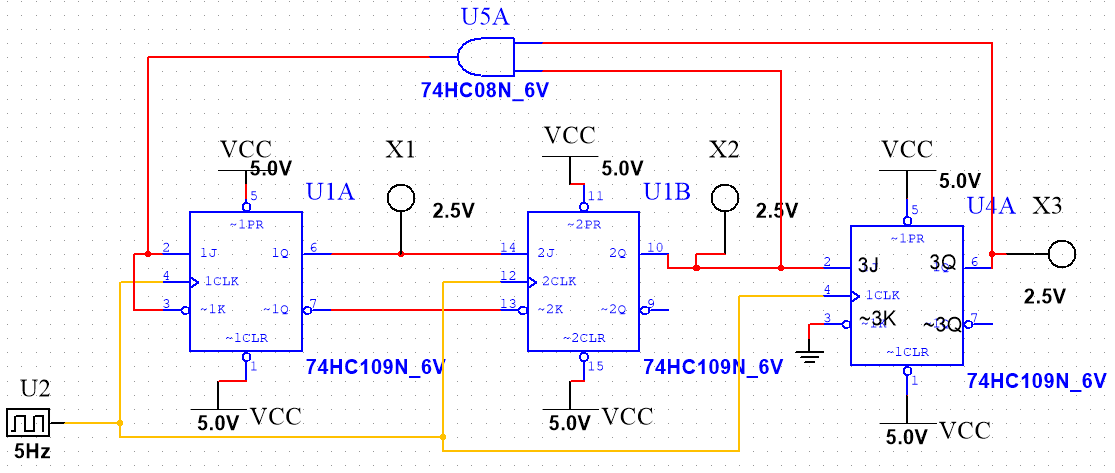 U5A
74HC08N_6V
VCC
5.0V
X1
2.5V
U1A
5
~1PR
2
1J
1Q
6
4
1CLK
3
~1K
~1Q
7
~1CLR
1
74HC109N_6V
5.0V
VCC
VCC
5.0V
X2
2.5V
U1B
11
~2PR
14
2J
2Q
10
12
2CLK
13
~2K
~2Q
9
~2CLR
15
74HC109N_6V
5.0V
VCC
VCC
5.0V
U4A
X3
2.5V
5
~1PR
2
3J
3Q
6
4
1CLK
3
~3K
~3Q
7
~1CLR
1
74HC109N_6V
5.0V
VCC
U2
5Hz